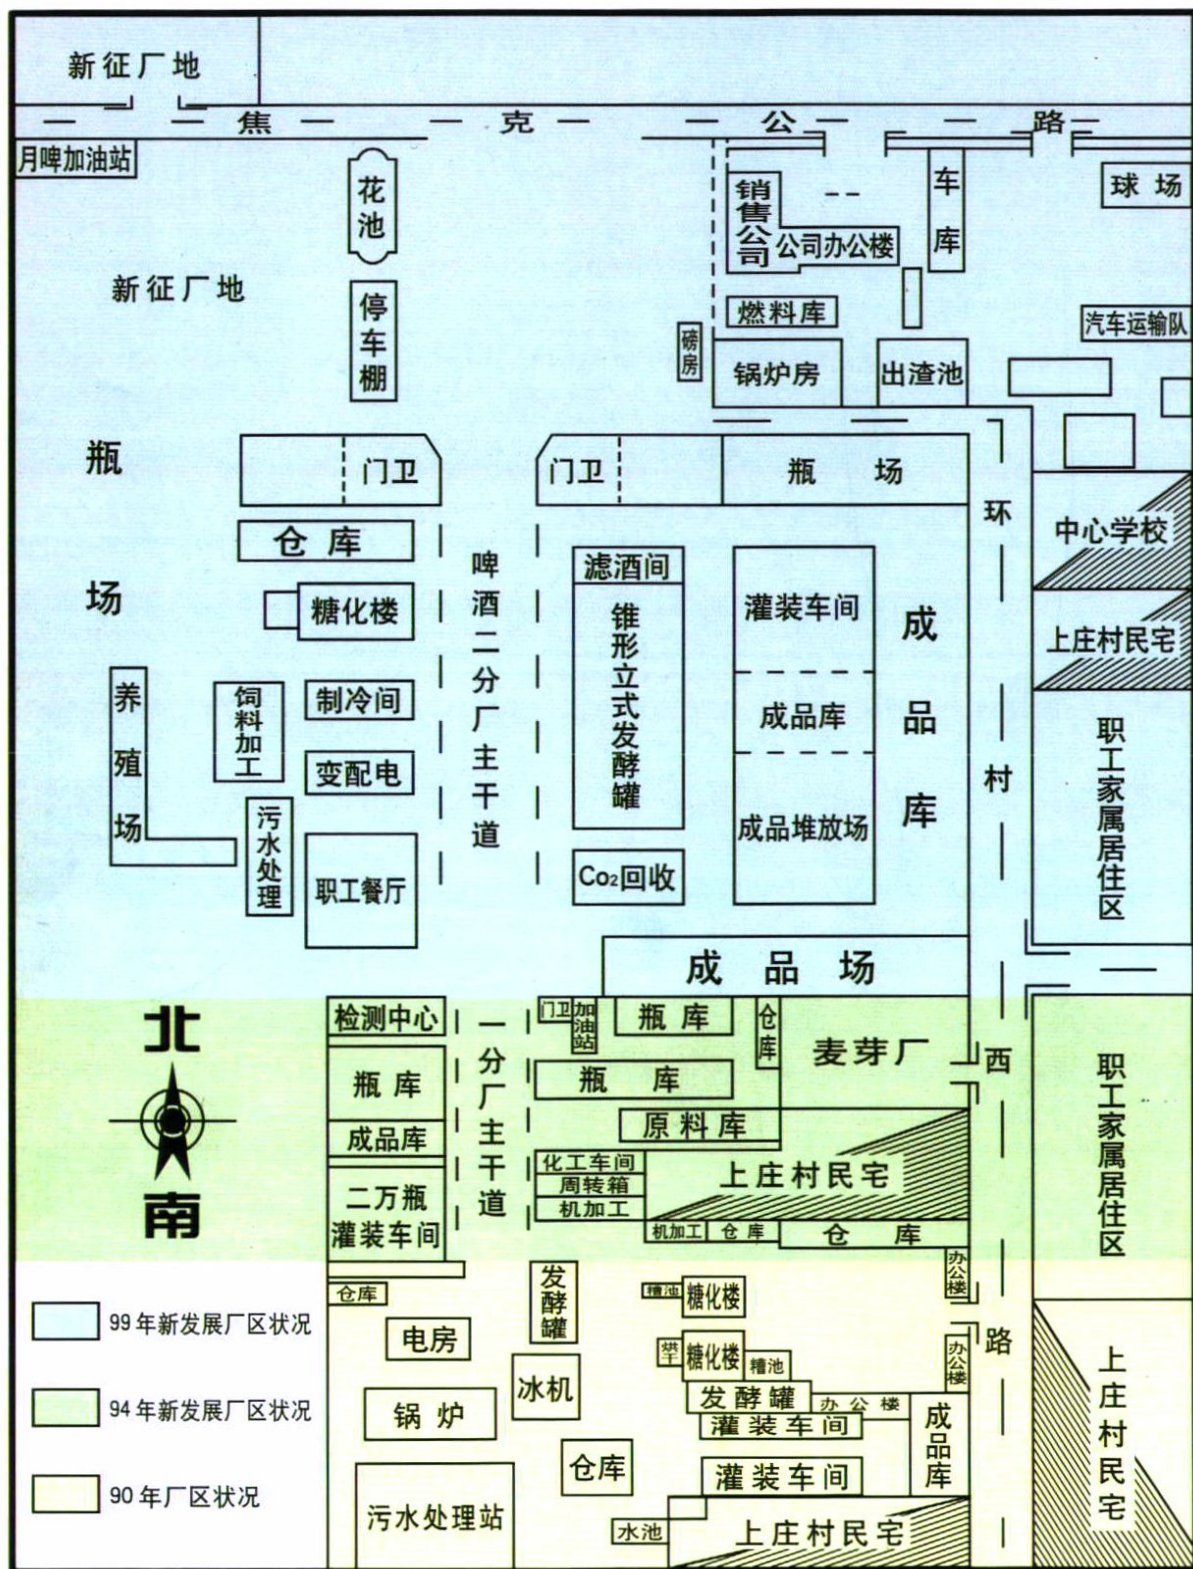 新征厂地
焦克公路
月啤加油站
花池
销售公司
公司办公楼
车库
球场
新征厂地
停车棚
燃料库
磅房
锅炉房
出渣池
汽车运输队
瓶场
门卫
门卫
瓶场
环村西路
中心学校
仓库
啤酒二分厂主干道
滤酒间
锥形立式发酵罐
灌装车间
成品库
糖化楼
上庄村民宅
养殖场
饲料加工
制冷间
成品库
职工家属居住区
变配电
污水处理
成品堆放场
职工餐厅
Co₂回收
成品场
北
南
检测中心
一分厂主干道
门卫
加油站
瓶库
仓库
麦芽厂
瓶库
瓶库
职工家属居住区
成品库
原料库
二万瓶
灌装车间
化工车间
周转箱
机加工
上庄村民宅
机加工
仓库
仓库
办公楼
仓库
发酵罐
糟池
糖化楼
99年新发展厂区状况
电房
糖化楼
糟池
办公楼
冰机
94年新发展厂区状况
锅炉
发酵罐
办公楼
灌装车间
成品库
上庄村民宅
仓库
灌装车间
90年厂区状况
污水处理站
水池
上庄村民宅